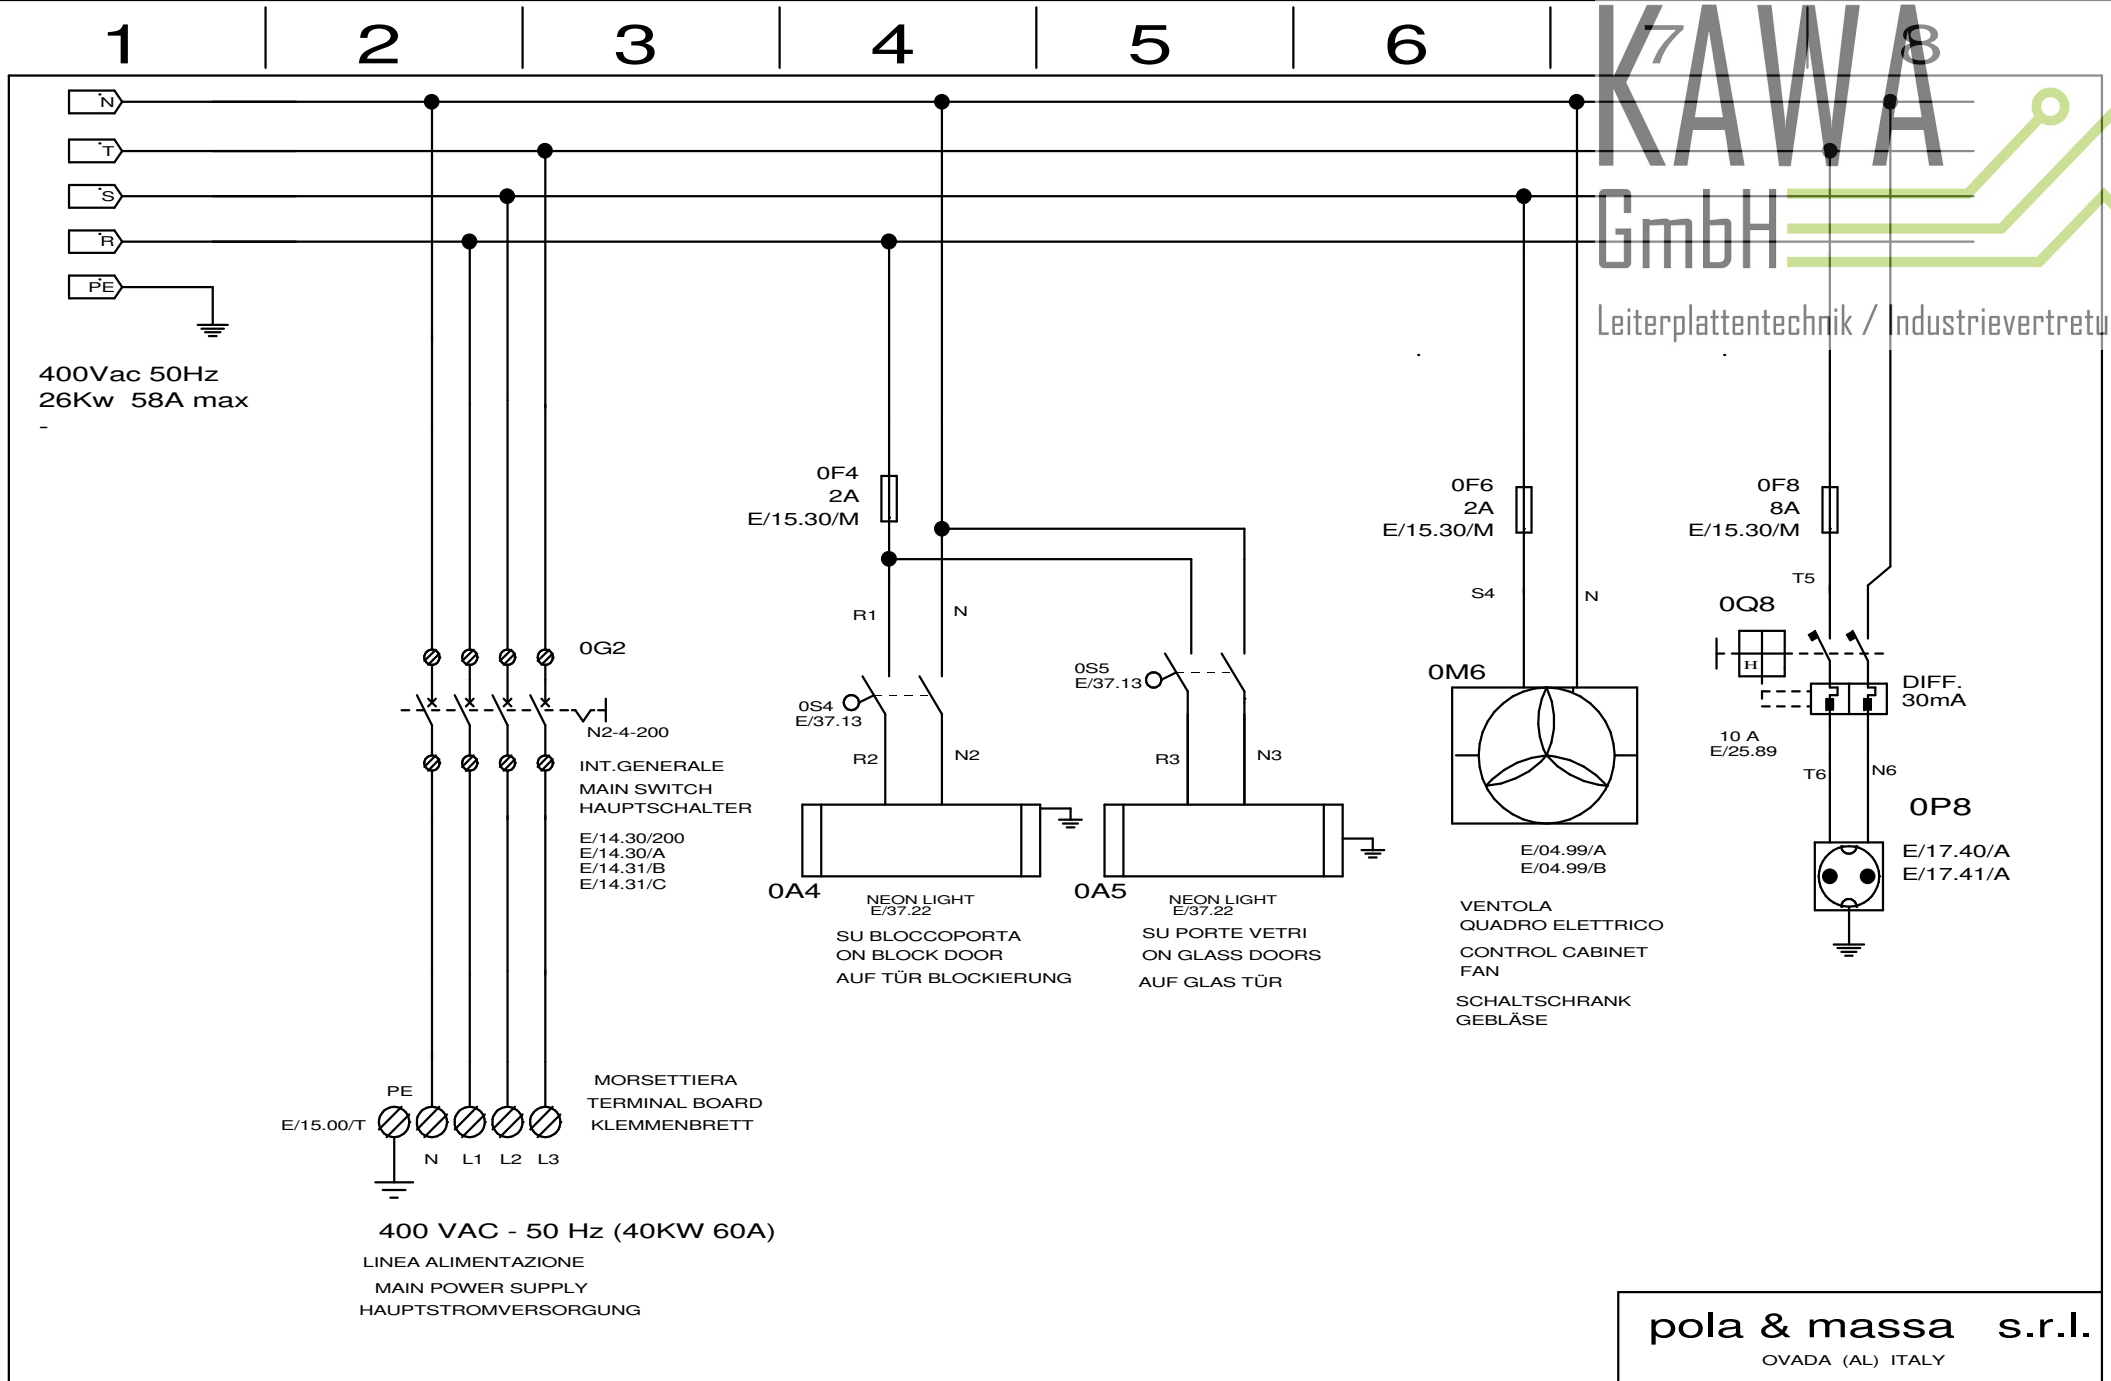 1 2 3 4 5 6 7 8
KAWA
GmbH
Leiterplattentechnik / Industrievertretu
N
T
S
R
PE
400Vac 50Hz
26Kw 58A max
-
0G2
N2-4-200
INT.GENERALE
MAIN SWITCH
HAUPTSCHALTER
E/14.30/200
E/14.30/A
E/14.31/B
E/14.31/C
MORSETTIERA
TERMINAL BOARD
KLEMMENBRETT
PE
E/15.00/T
N L1 L2 L3
400 VAC - 50 Hz (40KW 60A)
LINEA ALIMENTAZIONE
MAIN POWER SUPPLY
HAUPTSTROMVERSORGUNG
0F4
2A
E/15.30/M
R1 N
0S4
E/37.13
R2 N2
0A4
NEON LIGHT
E/37.22
SU BLOCCOPORTA
ON BLOCK DOOR
AUF TÜR BLOCKIERUNG
0S5
E/37.13
R3 N3
0A5
NEON LIGHT
E/37.22
SU PORTE VETRI
ON GLASS DOORS
AUF GLAS TÜR
0F6
2A
E/15.30/M
S4 N
0M6
E/04.99/A
E/04.99/B
VENTOLA
QUADRO ELETTRICO
CONTROL CABINET
FAN
SCHALTSCHRANK
GEBLÄSE
0F8
8A
E/15.30/M
T5
0Q8
H
DIFF.
30mA
10 A
E/25.89
T6 N6
0P8
E/17.40/A
E/17.41/A
pola & massa s.r.l.
OVADA (AL) ITALY